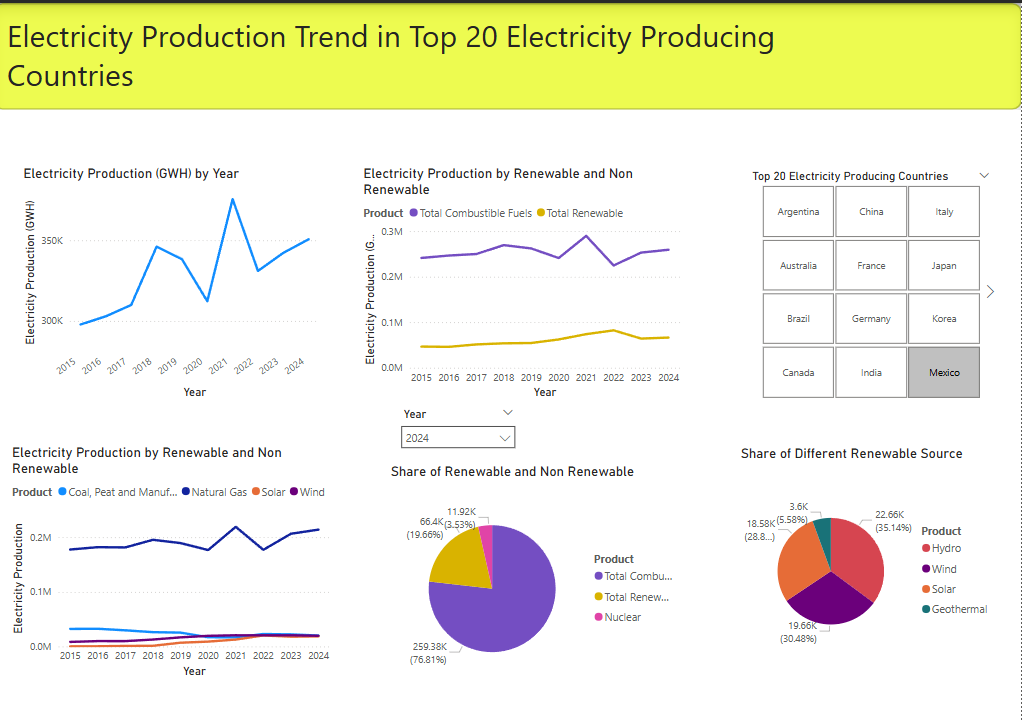 Electricity Production Trend in Top 20 Electricity Producing
Countries
Electricity Production (GWH) by Year
Electricity Production (GWH)
350K
300K
2015 2016 2017 2018 2019 2020 2021 2022 2023 2024
Year
Electricity Production by Renewable and Non
Renewable
Product Total Combustible Fuels Total Renewable
Electricity Production (G...
0.3M
0.2M
0.1M
0.0M
2015 2016 2017 2018 2019 2020 2021 2022 2023 2024
Year
Top 20 Electricity Producing Countries
Argentina China Italy
Australia France Japan
Brazil Germany Korea
Canada India Mexico
Year
2024
Electricity Production by Renewable and Non
Renewable
Product Coal, Peat and Manuf... Natural Gas Solar Wind
Electricity Production
0.2M
0.1M
0.0M
2015 2016 2017 2018 2019 2020 2021 2022 2023 2024
Year
Share of Renewable and Non Renewable
11.92K
(3.53%)
66.4K
(19.66%)
259.38K
(76.81%)
Product
Total Combu...
Total Renew...
Nuclear
Share of Different Renewable Source
3.6K
(5.58%)
18.58K
(28.8...)
22.66K
(35.14%)
19.66K
(30.48%)
Product
Hydro
Wind
Solar
Geothermal